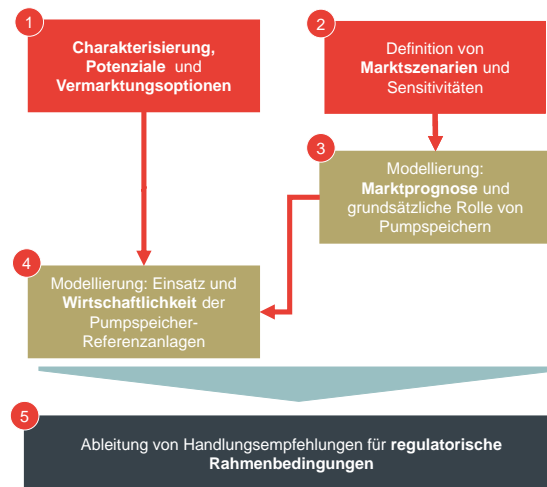 1
Charakterisierung,
Potenziale und
Vermarktungsoptionen
2
Definition von
Marktszenarien und
Sensitivitäten
3
Modellierung:
Marktprognose und
grundsätzliche Rolle von
Pumpspeichern
4
Modellierung: Einsatz und
Wirtschaftlichkeit der
Pumpspeicher-
Referenzanlagen
5
Ableitung von Handlungsempfehlungen für regulatorische
Rahmenbedingungen